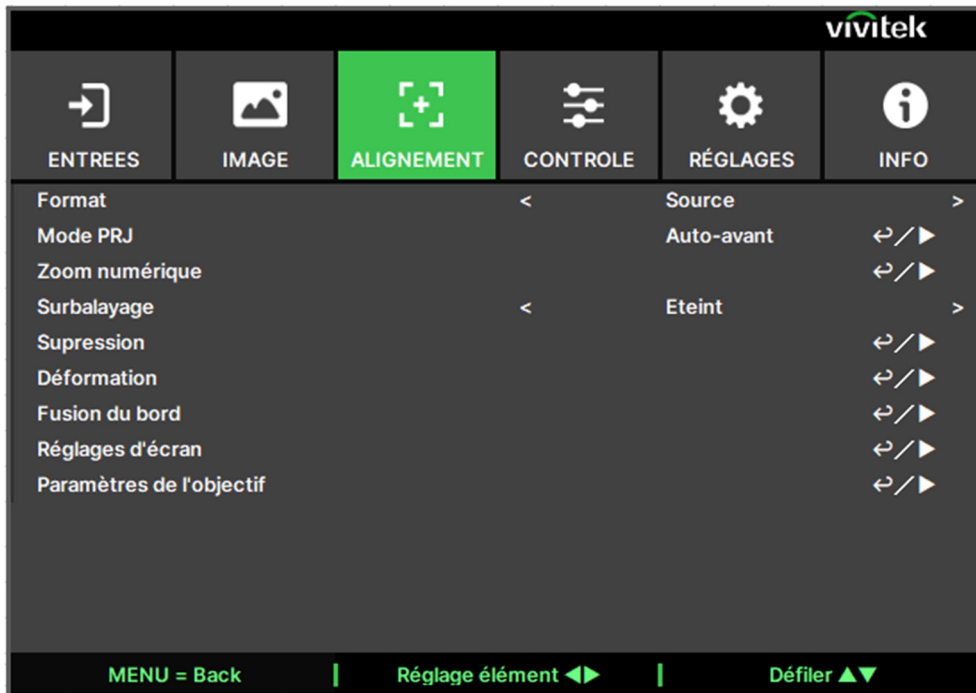 vivitek
ENTREES IMAGE ALIGNEMENT CONTROLE RÉGLAGES INFO
Format < Source >
Mode PRJ Auto-avant ↩/▶
Zoom numérique ↩/▶
Surbalayage < Eteint >
Supression ↩/▶
Déformation ↩/▶
Fusion du bord ↩/▶
Réglages d'écran ↩/▶
Paramètres de l'objectif ↩/▶
MENU = Back | Réglage élément ◀▶ | Défiler ▲▼